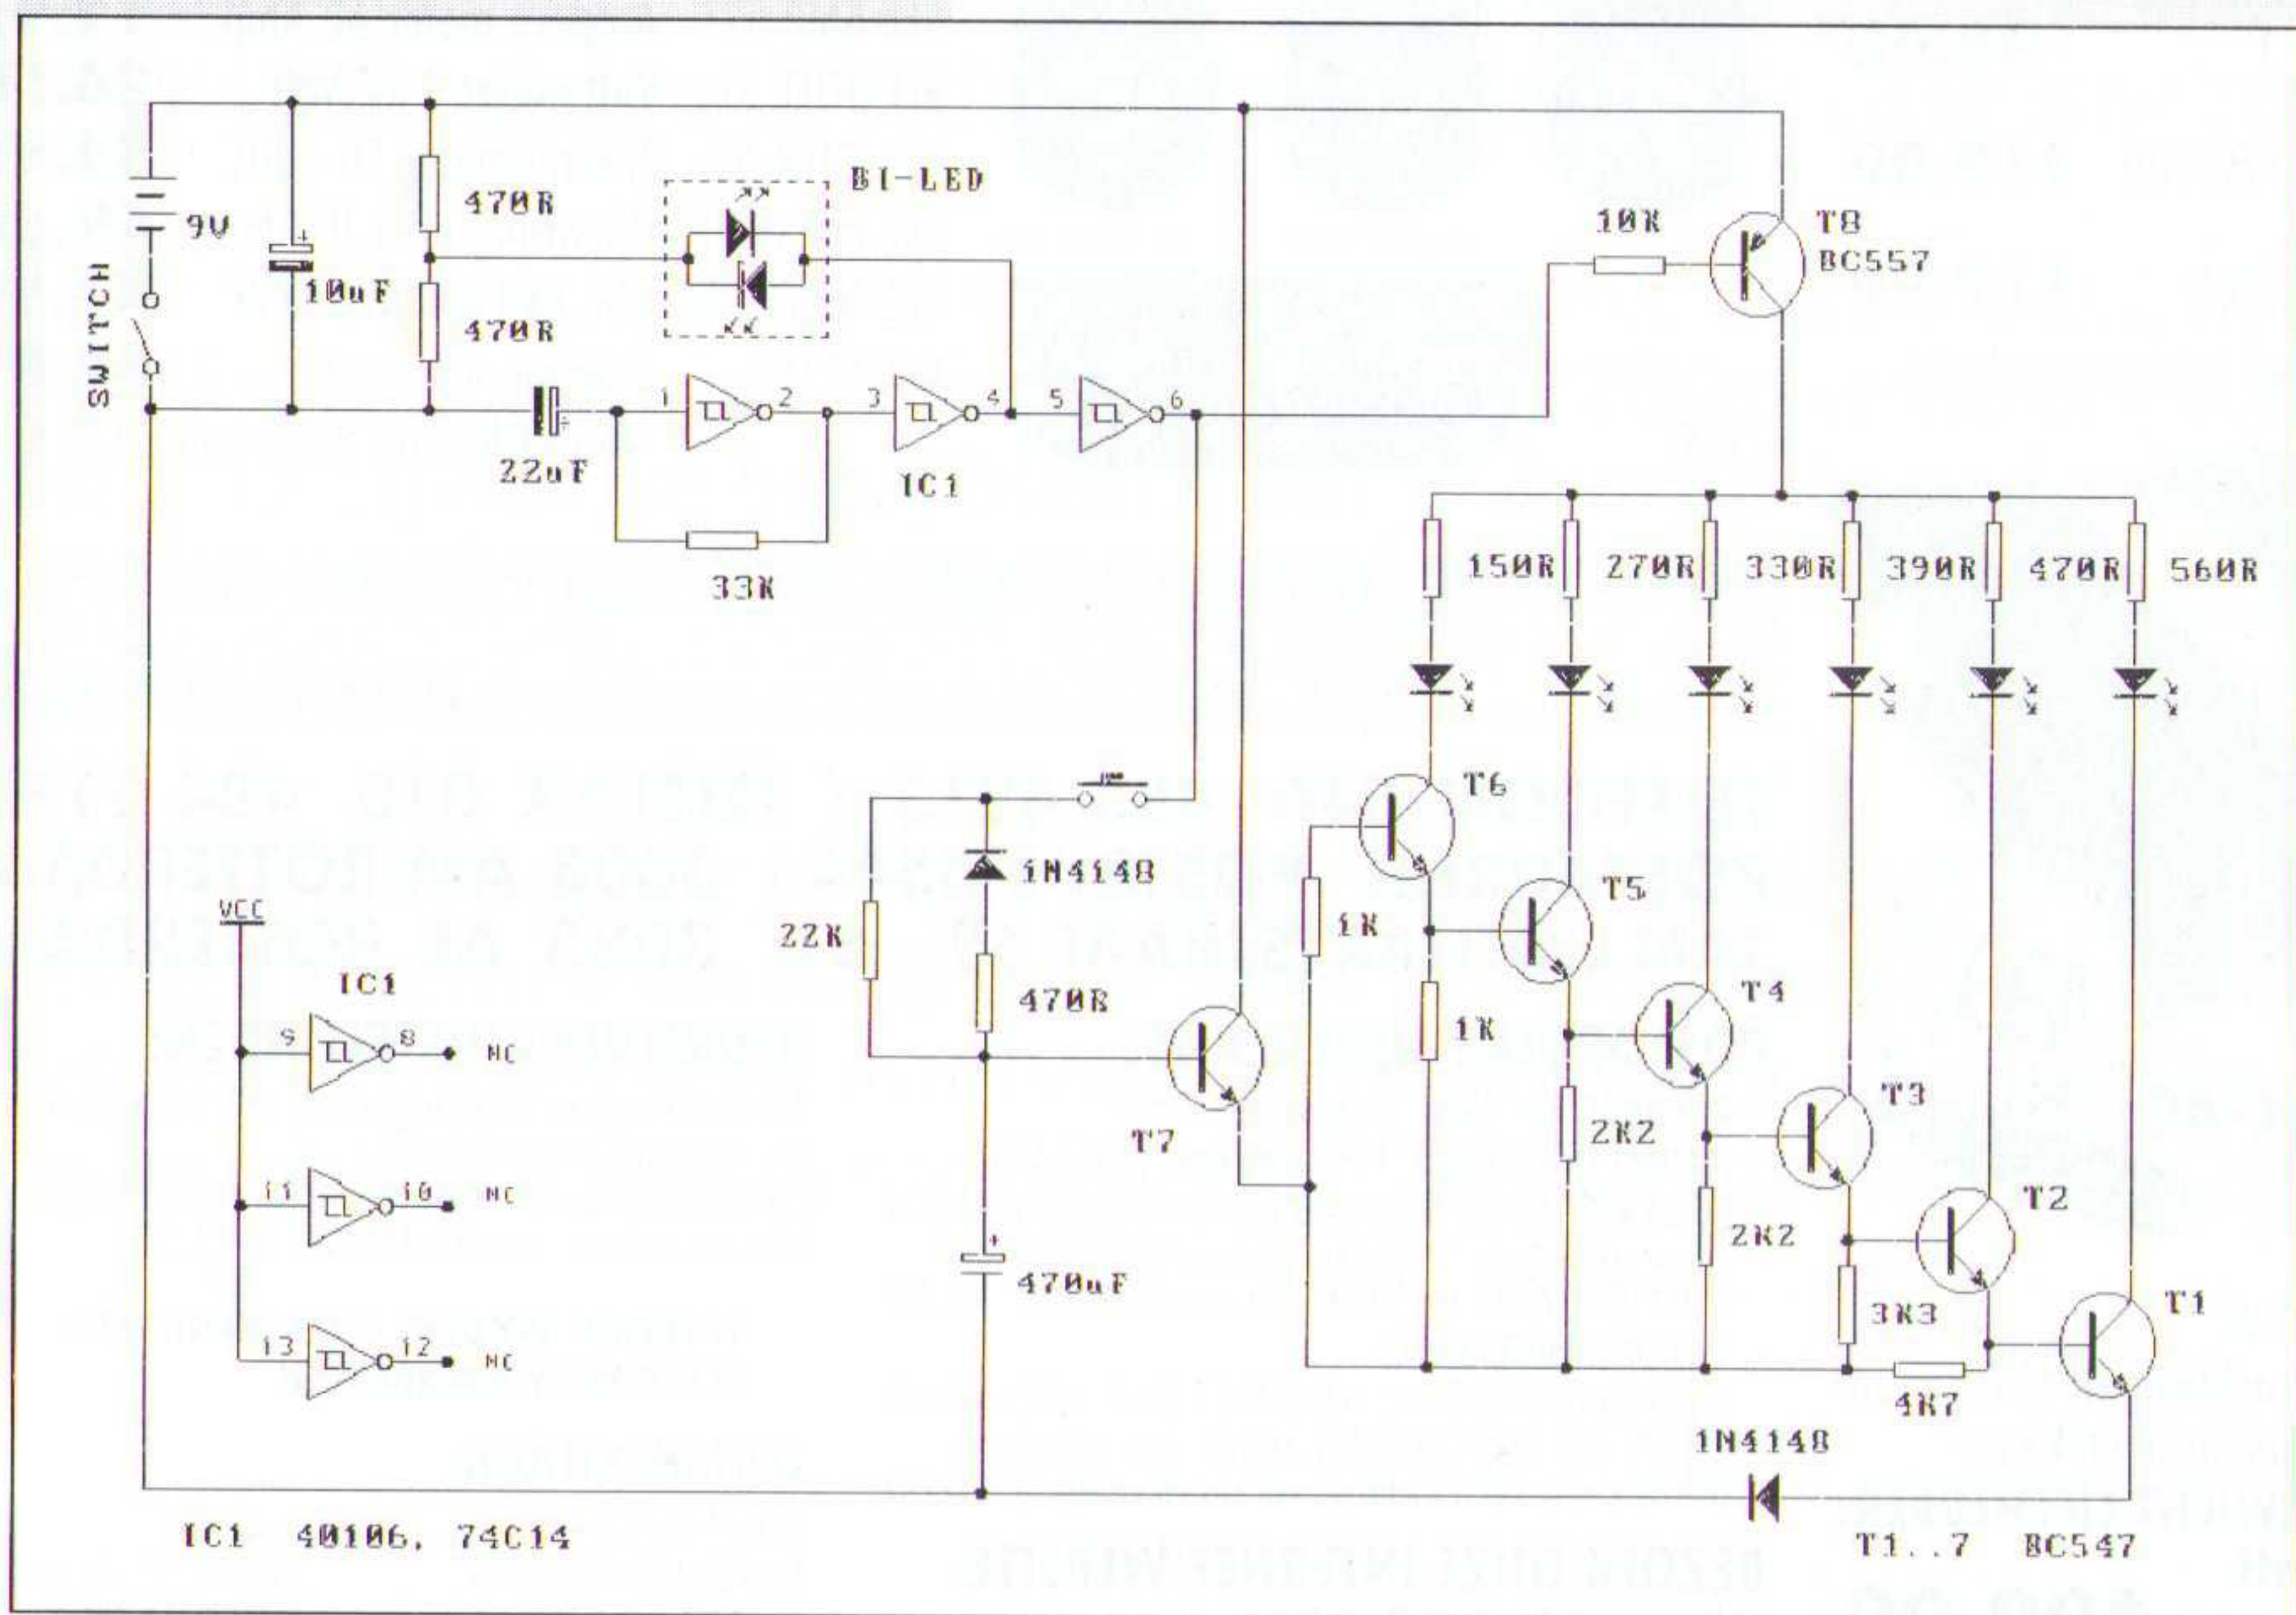 BI-LED
470R
9V
10uF
470R
SWITCH
10K
T8
BC557
1
2
3
4
5
6
22uF
IC1
33K
150R
270R
330R
390R
470R
560R
T6
1N4148
T5
22K
1K
VCC
IC1
470R
T4
1K
9
8
NC
T3
T7
2K2
11
10
NC
2K2
T2
470uF
3K3
T1
13
12
NC
4K7
1N4148
IC1 40106, 74C14
T1..7 BC547